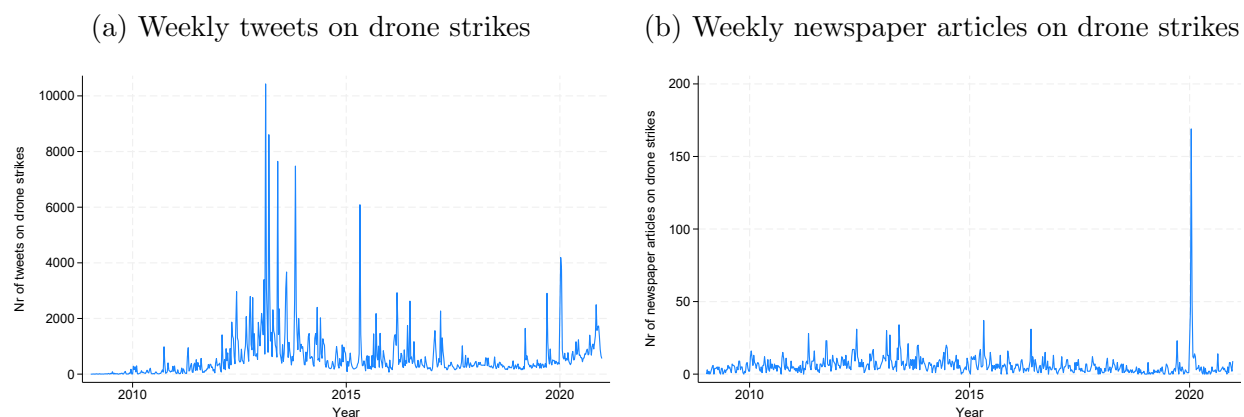 (a) Weekly tweets on drone strikes
Nr of tweets on drone strikes
10000
8000
6000
4000
2000
0
2010
2015
2020
Year
(b) Weekly newspaper articles on drone strikes
Nr of newspaper articles on drone strikes
200
150
100
50
0
2010
2015
2020
Year